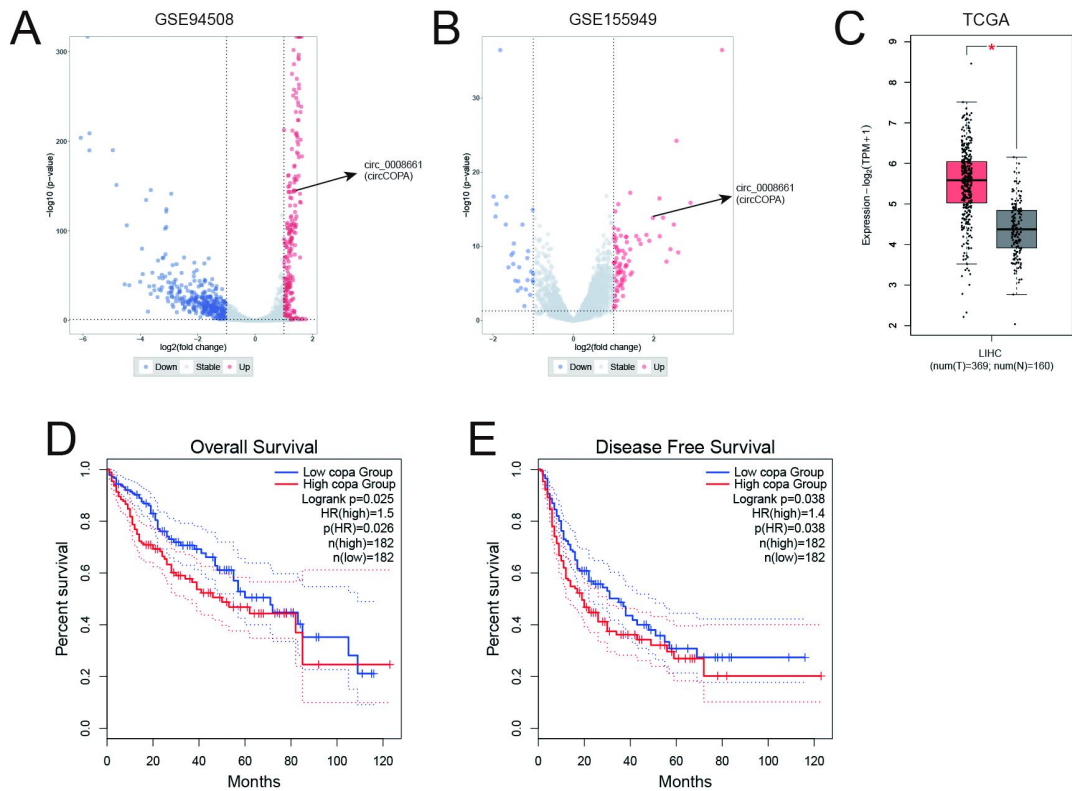 A
GSE94508
300
200
100
0
−log10 (p-value)
circ_0008661
(circCOPA)
−6
−4
−2
0
2
log2(fold change)
Down
Stable
Up
B
GSE155949
30
20
10
0
−log10 (p-value)
circ_0008661
(circCOPA)
−2
0
2
log2(fold change)
Down
Stable
Up
C
TCGA
*
9
8
7
6
5
4
3
2
Expression − log₂(TPM + 1)
LIHC
(num(T)=369; num(N)=160)
D
Overall Survival
Low copa Group
High copa Group
Logrank p=0.025
HR(high)=1.5
p(HR)=0.026
n(high)=182
n(low)=182
1.0
0.8
0.6
0.4
0.2
0.0
Percent survival
0
20
40
60
80
100
120
Months
E
Disease Free Survival
Low copa Group
High copa Group
Logrank p=0.038
HR(high)=1.4
p(HR)=0.038
n(high)=182
n(low)=182
1.0
0.8
0.6
0.4
0.2
0.0
Percent survival
0
20
40
60
80
100
120
Months